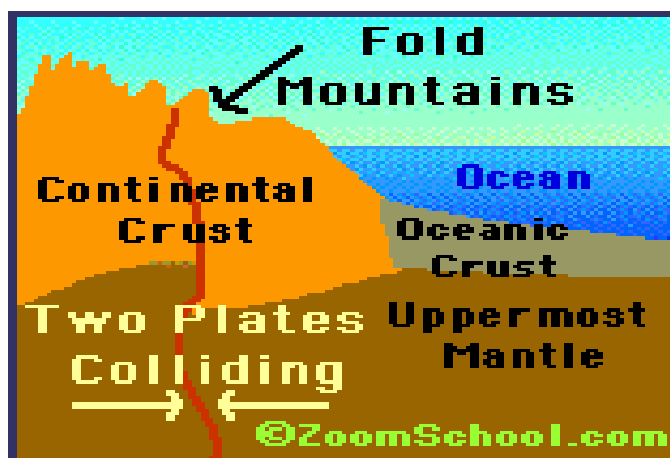 Fold
Mountains
Ocean
Continental
Crust
Oceanic
Crust
Two Plates
Colliding
Uppermost
Mantle
©ZoomSchool.com